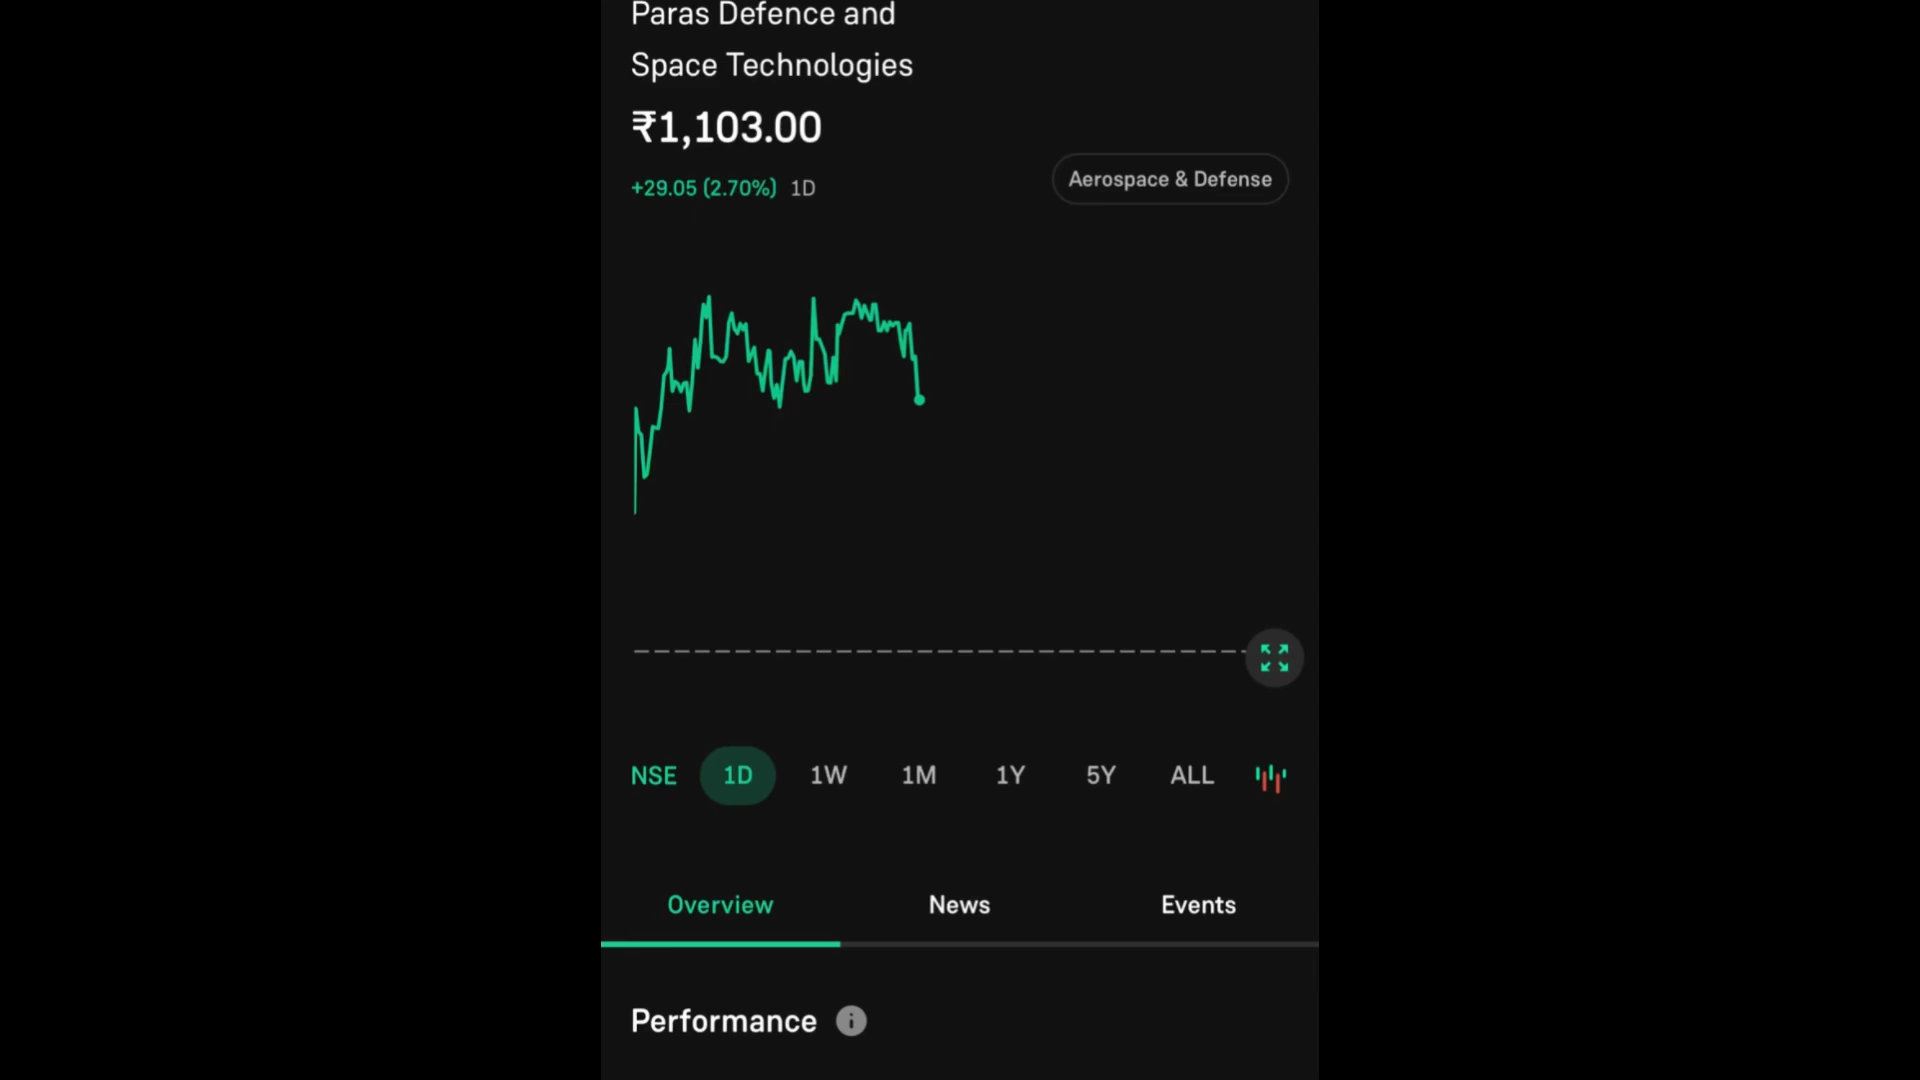 Paras Defence and
Space Technologies
₹1,103.00
+29.05 (2.70%) 1D
Aerospace & Defense
NSE 1D 1W 1M 1Y 5Y ALL
Overview News Events
Performance